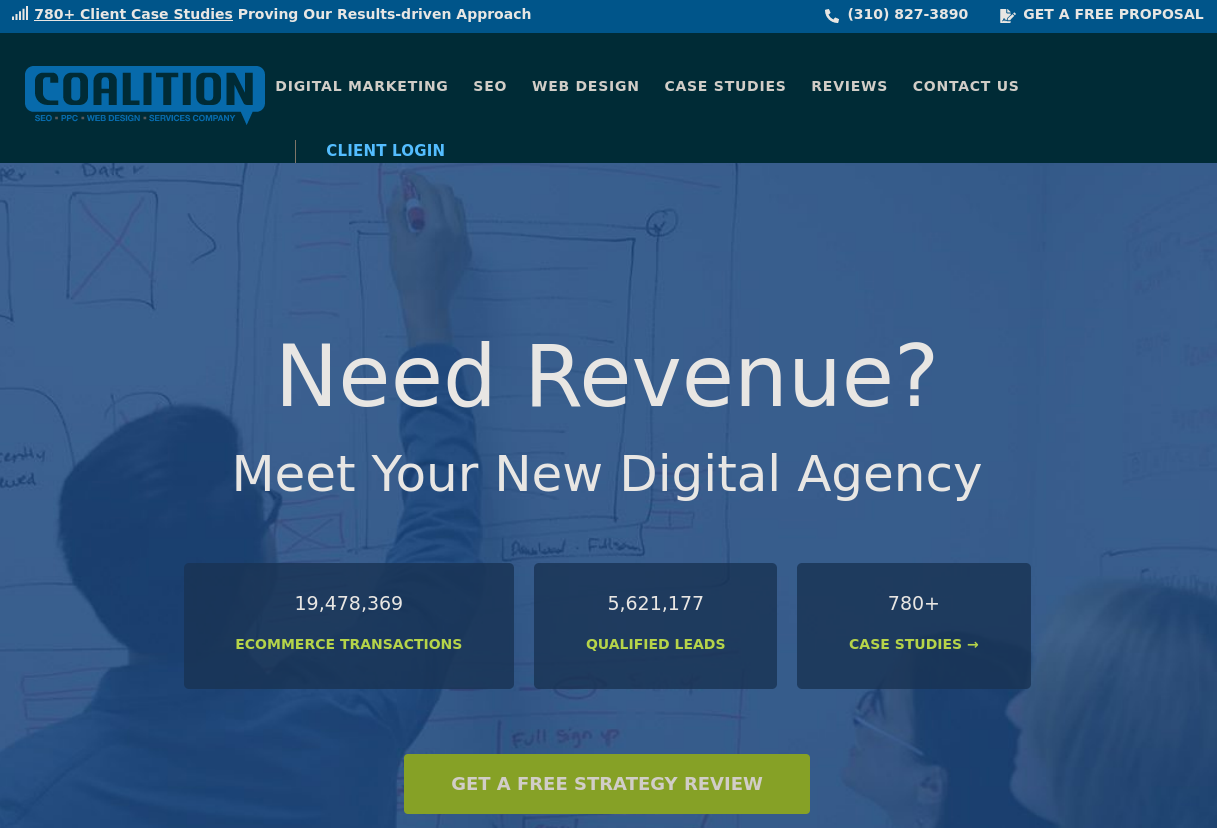 780+ Client Case Studies Proving Our Results-driven Approach
(310) 827-3890
GET A FREE PROPOSAL
COALITION
SEO • PPC • WEB DESIGN • SERVICES COMPANY
DIGITAL MARKETING SEO WEB DESIGN CASE STUDIES REVIEWS CONTACT US
CLIENT LOGIN
Need Revenue?
Meet Your New Digital Agency
19,478,369
ECOMMERCE TRANSACTIONS
5,621,177
QUALIFIED LEADS
780+
CASE STUDIES →
Full sign up
GET A FREE STRATEGY REVIEW